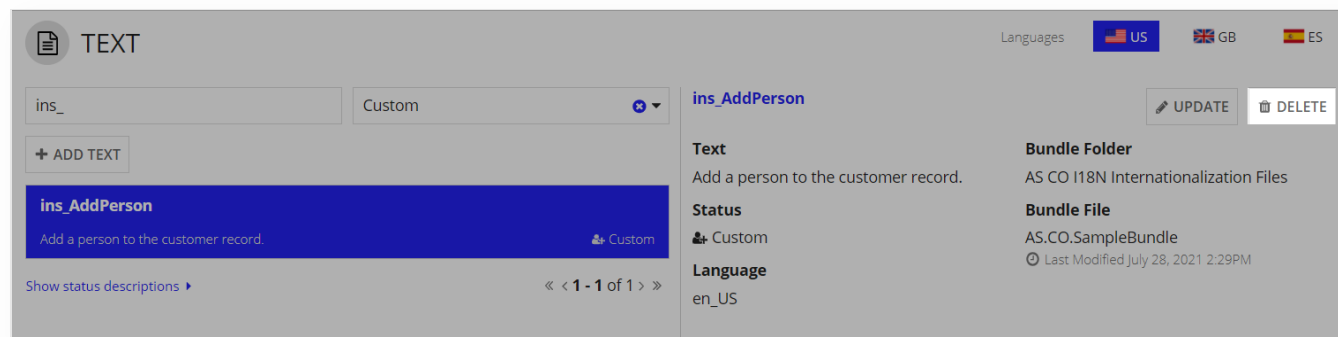 TEXT
Languages
US
GB
ES
ins_
Custom
+ ADD TEXT
ins_AddPerson
Add a person to the customer record.
Custom
Show status descriptions
« < 1 - 1 of 1 > »
ins_AddPerson
UPDATE
DELETE
Text
Add a person to the customer record.
Status
Custom
Language
en_US
Bundle Folder
AS CO I18N Internationalization Files
Bundle File
AS.CO.SampleBundle
Last Modified July 28, 2021 2:29PM